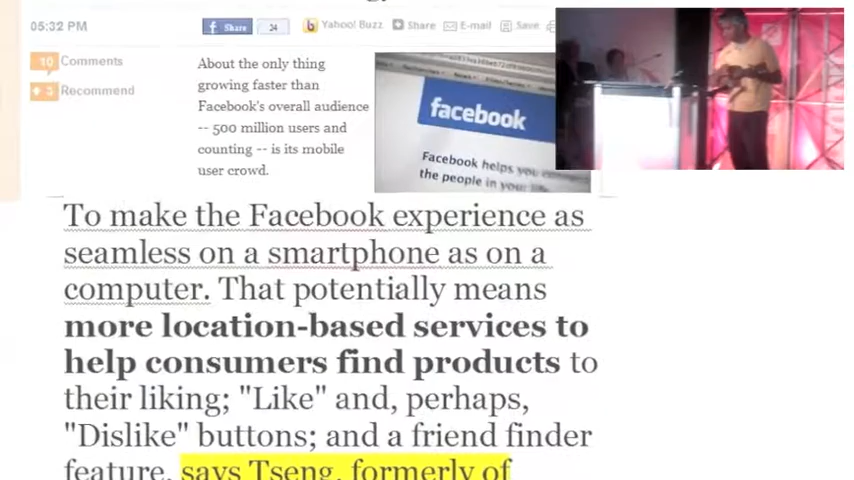 05:32 PM
Share
24
Yahoo! Buzz
Share
E-mail
Save
10 Comments
3 Recommend
About the only thing
growing faster than
Facebook's overall audience
-- 500 million users and
counting -- is its mobile
user crowd.
facebook
Facebook helps you
the people in your
To make the Facebook experience as
seamless on a smartphone as on a
computer. That potentially means
more location-based services to
help consumers find products to
their liking; "Like" and, perhaps,
"Dislike" buttons; and a friend finder
feature, says Tseng, formerly of